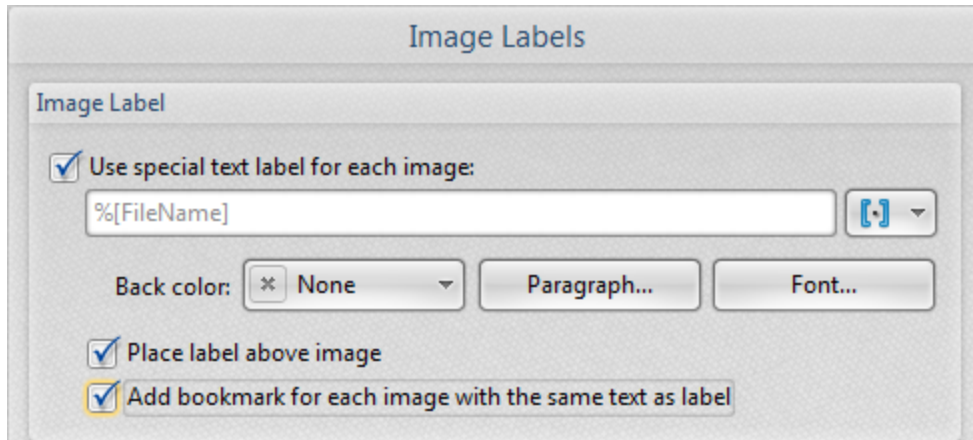 Image Labels
Image Label
Use special text label for each image:
%[FileName]
Back color: None Paragraph... Font...
Place label above image
Add bookmark for each image with the same text as label